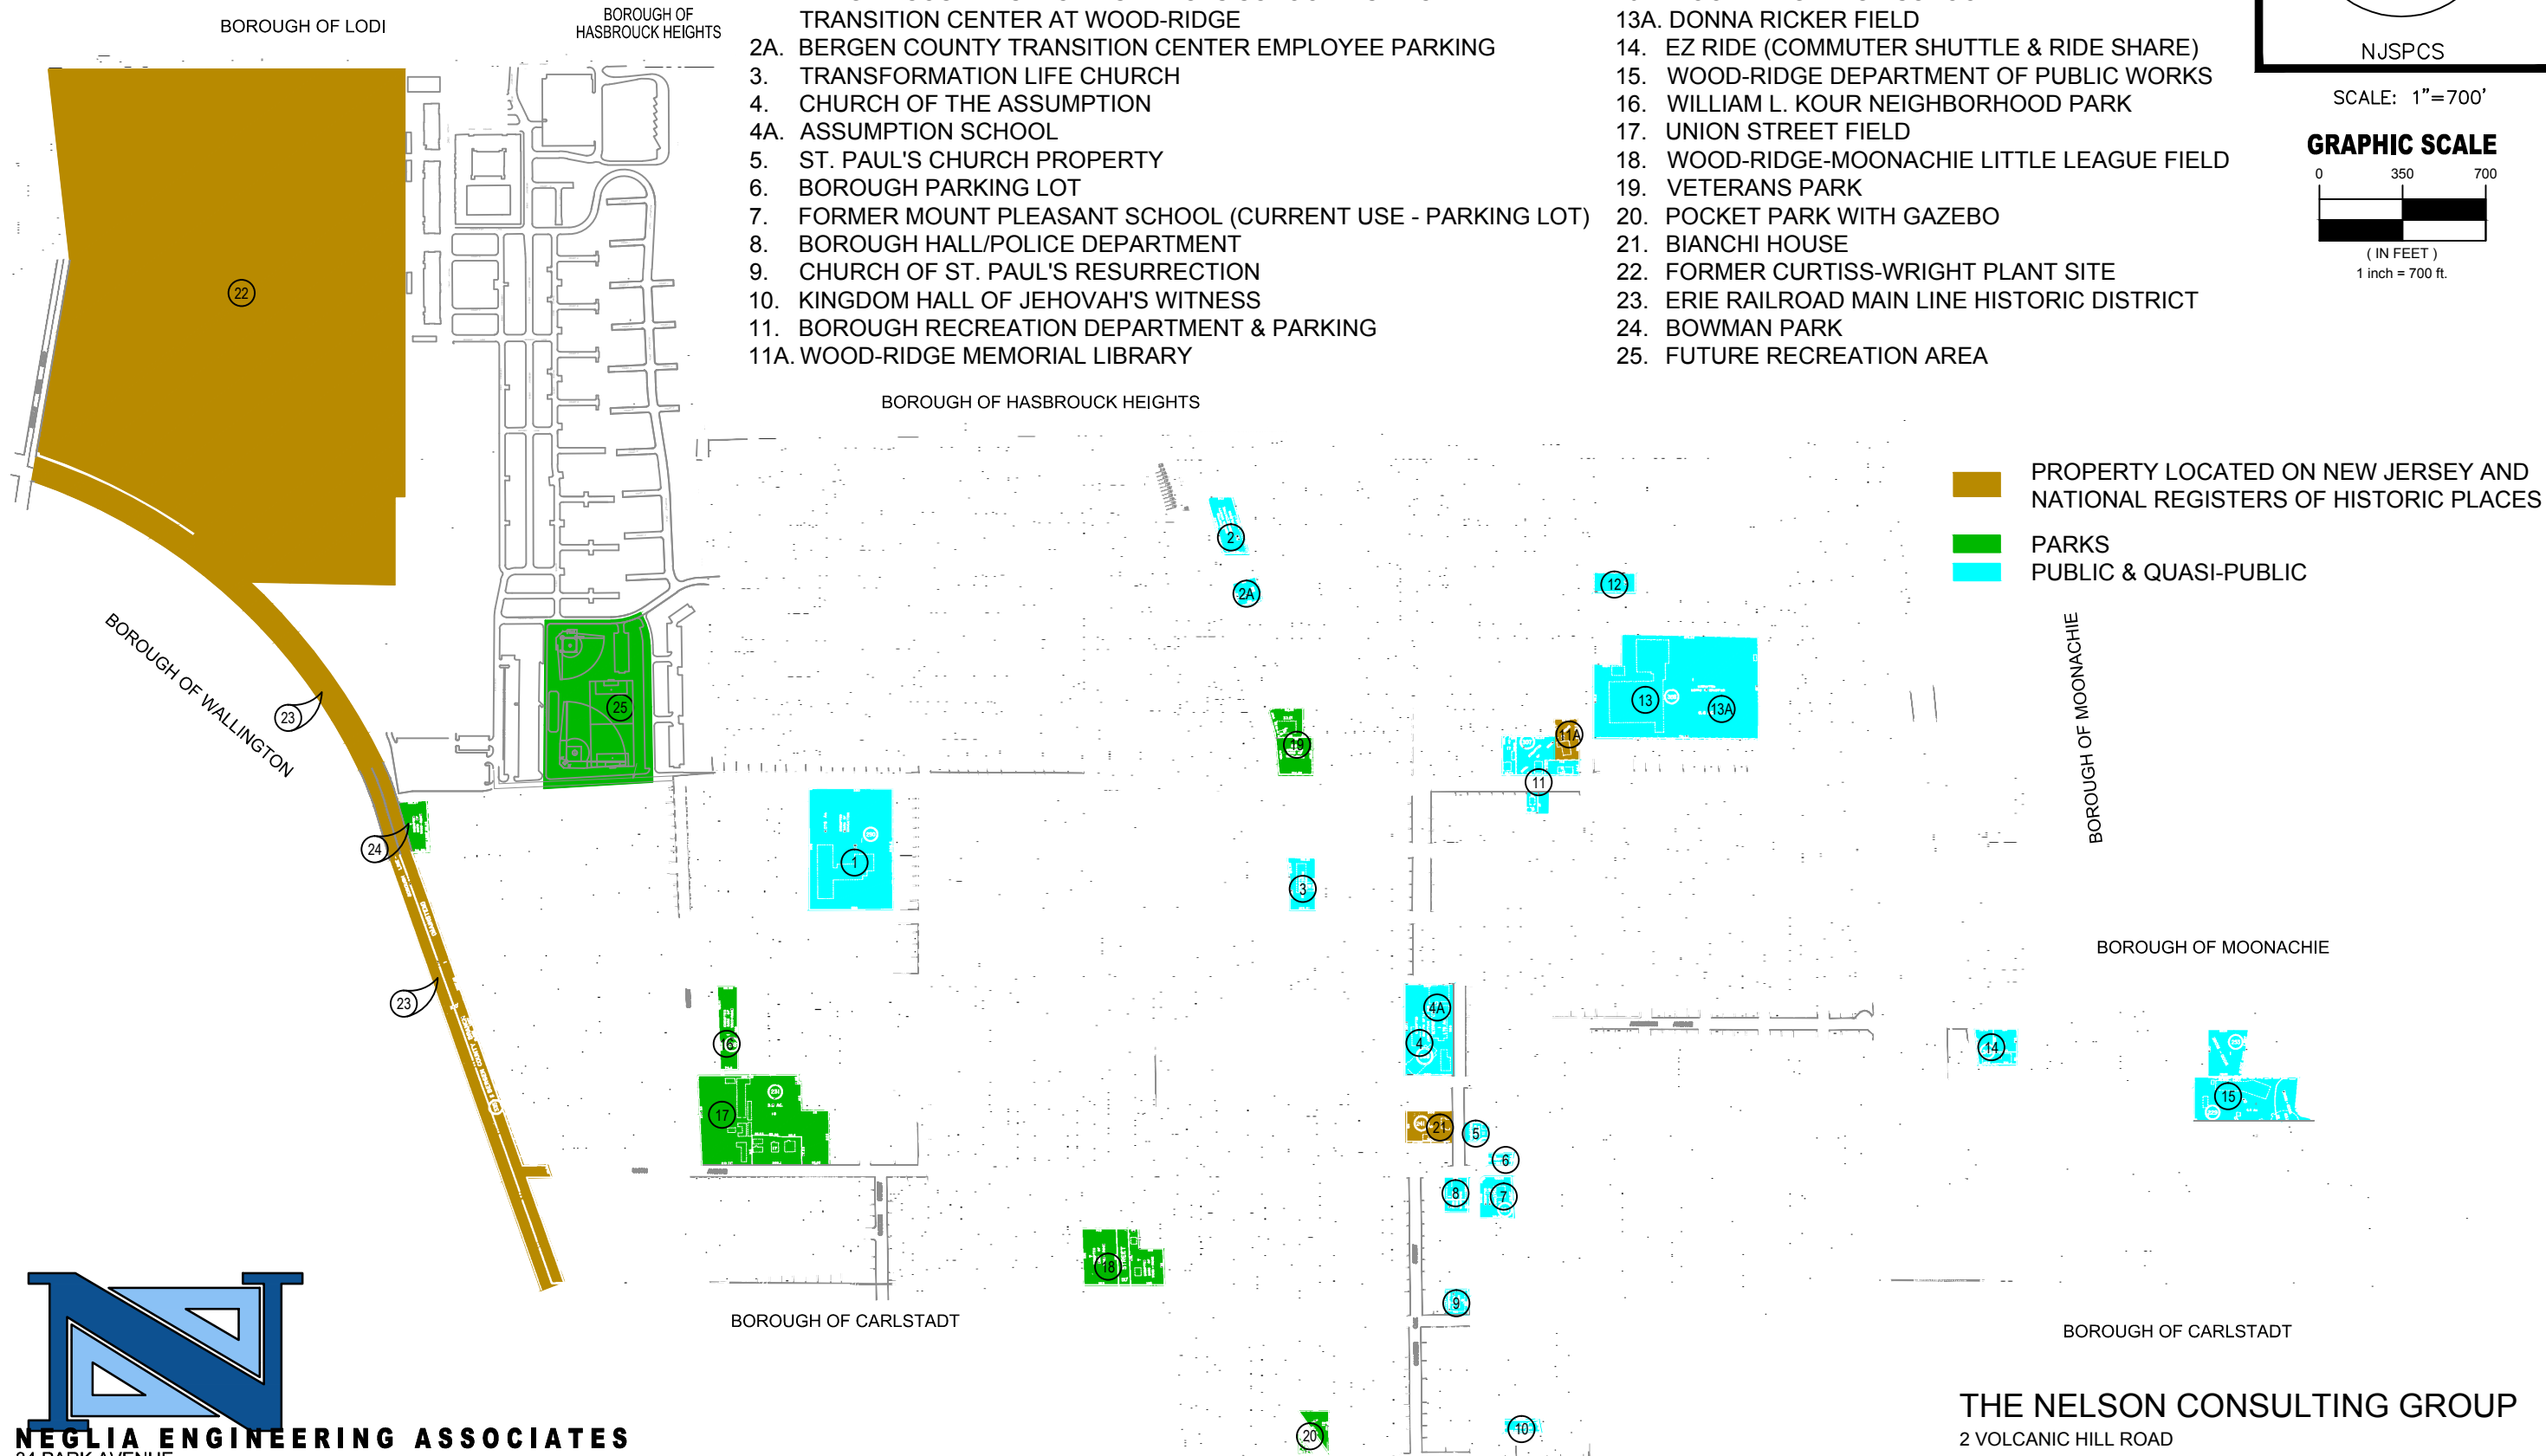 BOROUGH OF LODI
BOROUGH OF
HASBROUCK HEIGHTS
TRANSITION CENTER AT WOOD-RIDGE
2A. BERGEN COUNTY TRANSITION CENTER EMPLOYEE PARKING
3. TRANSFORMATION LIFE CHURCH
4. CHURCH OF THE ASSUMPTION
4A. ASSUMPTION SCHOOL
5. ST. PAUL'S CHURCH PROPERTY
6. BOROUGH PARKING LOT
7. FORMER MOUNT PLEASANT SCHOOL (CURRENT USE - PARKING LOT)
8. BOROUGH HALL/POLICE DEPARTMENT
9. CHURCH OF ST. PAUL'S RESURRECTION
10. KINGDOM HALL OF JEHOVAH'S WITNESS
11. BOROUGH RECREATION DEPARTMENT & PARKING
11A. WOOD-RIDGE MEMORIAL LIBRARY
13A. DONNA RICKER FIELD
14. EZ RIDE (COMMUTER SHUTTLE & RIDE SHARE)
15. WOOD-RIDGE DEPARTMENT OF PUBLIC WORKS
16. WILLIAM L. KOUR NEIGHBORHOOD PARK
17. UNION STREET FIELD
18. WOOD-RIDGE-MOONACHIE LITTLE LEAGUE FIELD
19. VETERANS PARK
20. POCKET PARK WITH GAZEBO
21. BIANCHI HOUSE
22. FORMER CURTISS-WRIGHT PLANT SITE
23. ERIE RAILROAD MAIN LINE HISTORIC DISTRICT
24. BOWMAN PARK
25. FUTURE RECREATION AREA
NJSPCS
SCALE: 1"=700'
GRAPHIC SCALE
0 350 700
( IN FEET )
1 inch = 700 ft.
BOROUGH OF HASBROUCK HEIGHTS
PROPERTY LOCATED ON NEW JERSEY AND
NATIONAL REGISTERS OF HISTORIC PLACES
PARKS
PUBLIC & QUASI-PUBLIC
22
2
2A
12
BOROUGH OF WALLINGTON
BOROUGH OF MOONACHIE
23
25
19
13
13A
11A
11
24
1
3
BOROUGH OF MOONACHIE
23
4A
4
16
14
15
17
21
5
6
8
7
18
9
BOROUGH OF CARLSTADT
BOROUGH OF CARLSTADT
20
10
NEGLIA ENGINEERING ASSOCIATES
THE NELSON CONSULTING GROUP
2 VOLCANIC HILL ROAD